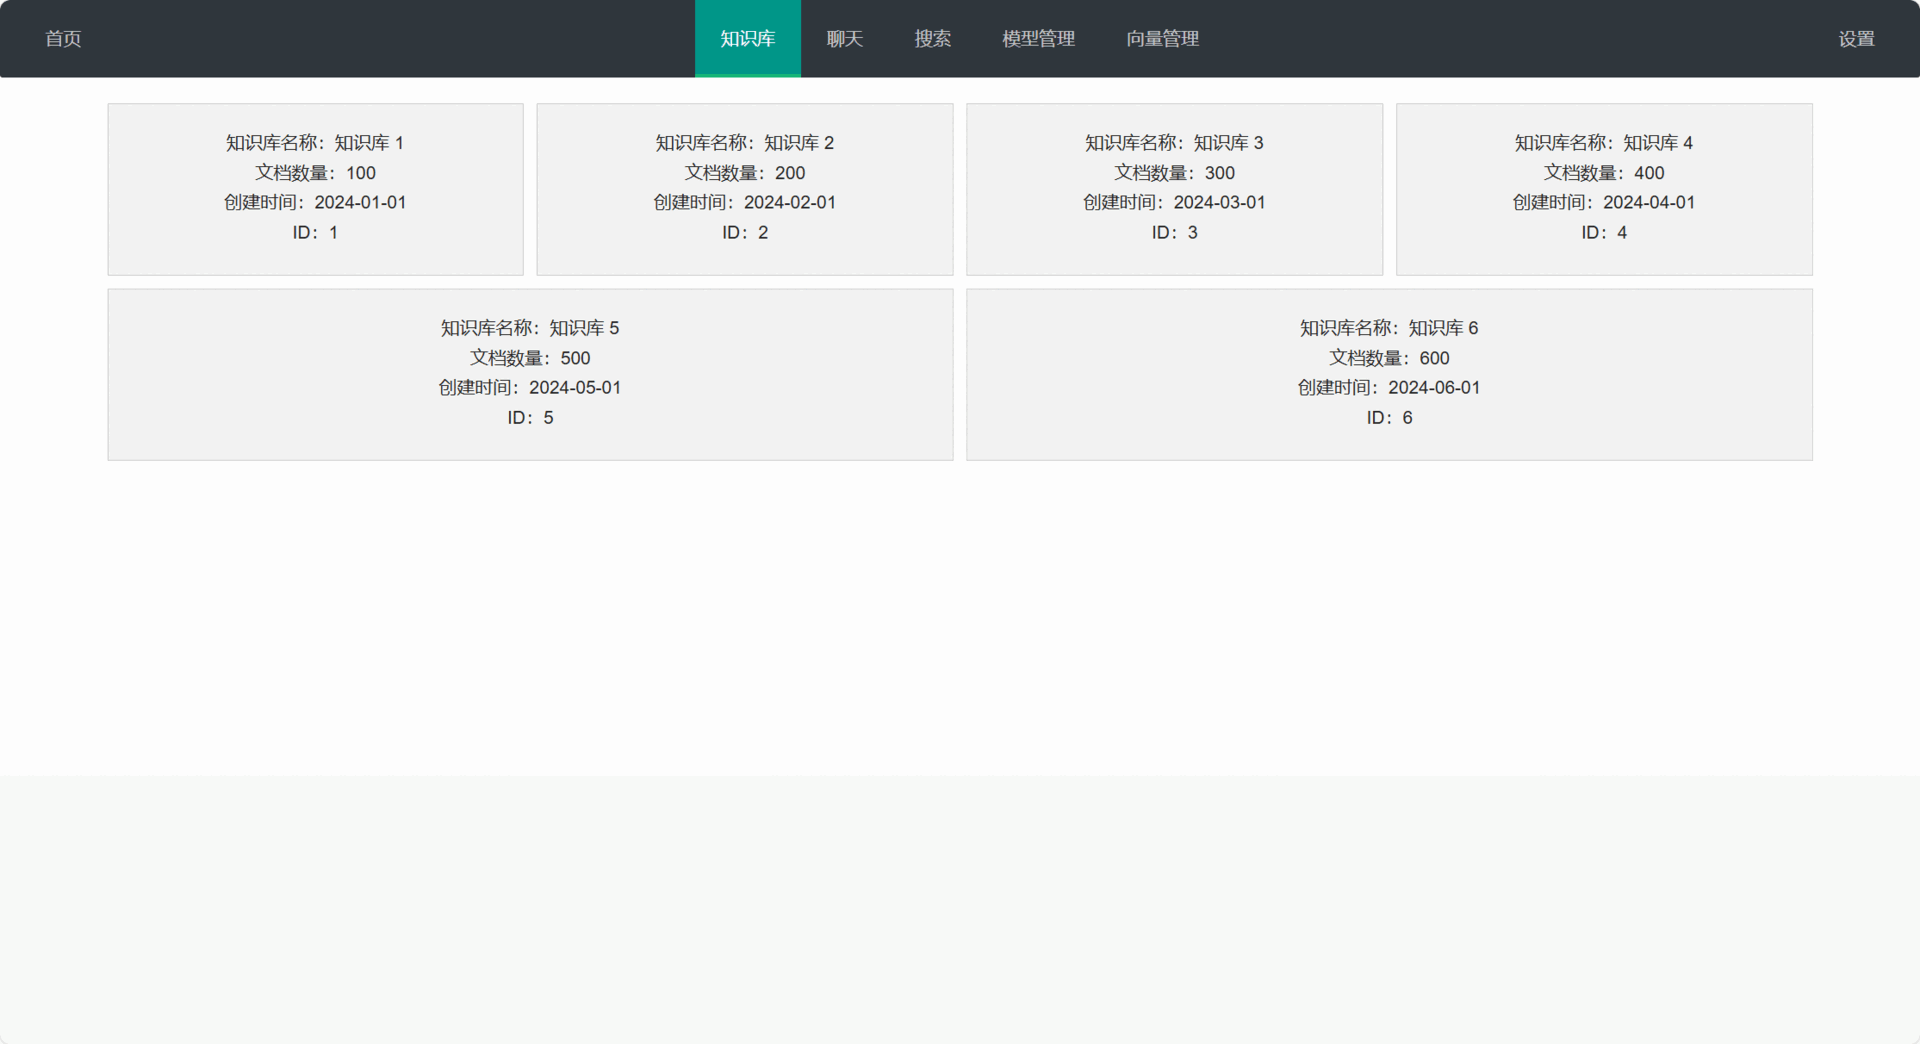 首页
知识库
聊天
搜索
模型管理
向量管理
设置
知识库名称：知识库 1
文档数量：100
创建时间：2024-01-01
ID：1
知识库名称：知识库 2
文档数量：200
创建时间：2024-02-01
ID：2
知识库名称：知识库 3
文档数量：300
创建时间：2024-03-01
ID：3
知识库名称：知识库 4
文档数量：400
创建时间：2024-04-01
ID：4
知识库名称：知识库 5
文档数量：500
创建时间：2024-05-01
ID：5
知识库名称：知识库 6
文档数量：600
创建时间：2024-06-01
ID：6